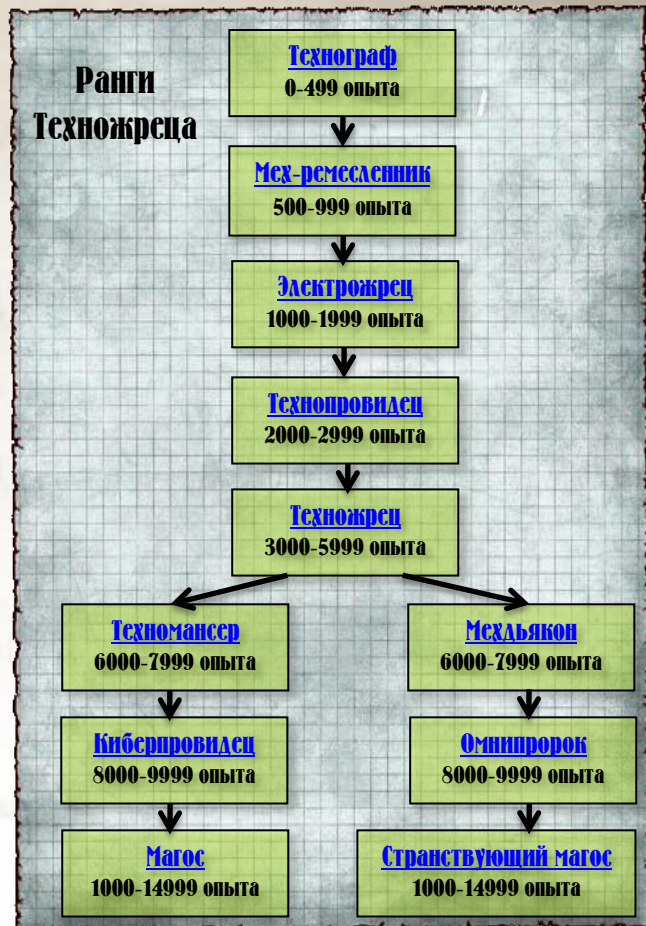 Ранги
Техножреца
Технограф
0-499 опыта
Мех-ремесленник
500-999 опыта
Электрожрец
1000-1999 опыта
Технопровидец
2000-2999 опыта
Техножрец
3000-5999 опыта
Техномансер
6000-7999 опыта
Мехдьякон
6000-7999 опыта
Киберпровидец
8000-9999 опыта
Омнипророк
8000-9999 опыта
Магос
1000-14999 опыта
Странствующий магос
1000-14999 опыта